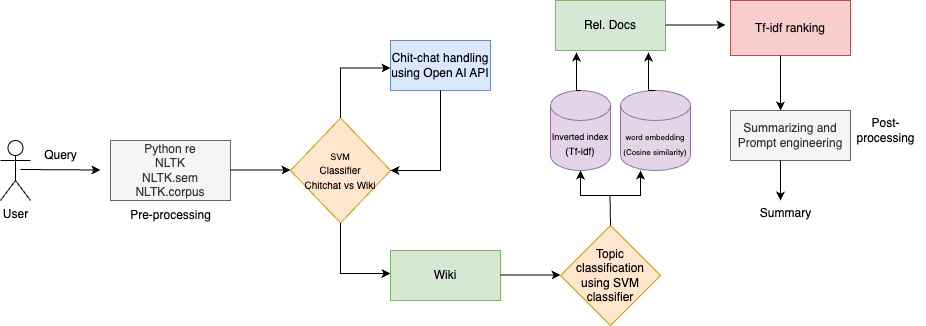 Query
User
Python re
NLTK
NLTK.sem
NLTK.corpus
Pre-processing
SVM
Classifier
Chitchat vs Wiki
Chit-chat handling
using Open AI API
Wiki
Topic
classification
using SVM
classifier
Inverted index
(Tf-idf)
word embedding
(Cosine similarity)
Rel. Docs
Tf-idf ranking
Summarizing and
Prompt engineering
Post-
processing
Summary